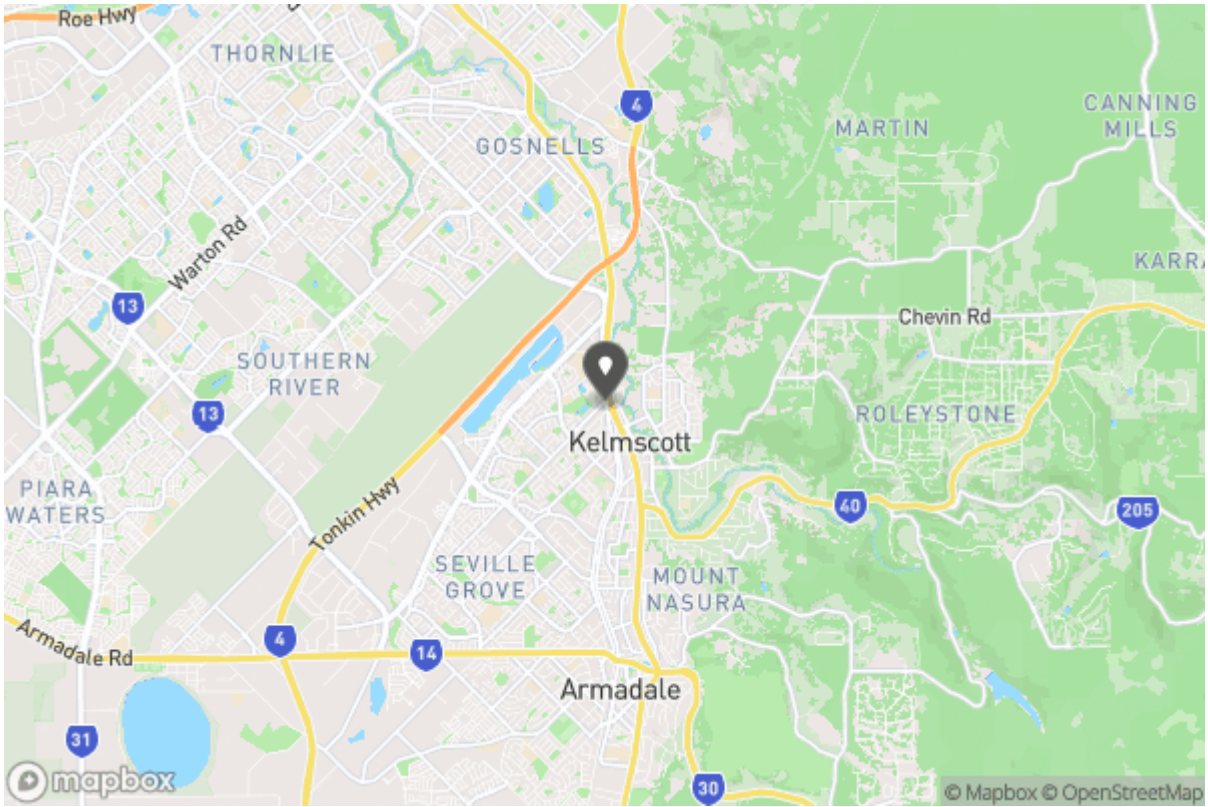 Roe Hwy
THORNLIE
4
CANNING
MILLS
MARTIN
GOSNELLS
Warton Rd
KARRA
13
Chevin Rd
SOUTHERN
RIVER
13
ROLEYSTONE
Kelmscott
PIARA
WATERS
Tonkin Hwy
40
205
SEVILLE
GROVE
MOUNT
NASURA
Armadale Rd
4
14
Armadale
31
30
mapbox
© Mapbox © OpenStreetMap